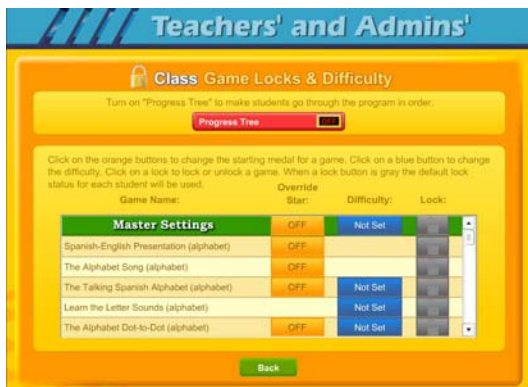 Teachers' and Admins'
Class Game Locks & Difficulty
Turn on "Progress Tree" to make students go through the program in order.
Progress Tree OFF
Click on the orange buttons to change the starting medal for a game. Click on a blue button to change
the difficulty. Click on a lock to lock or unlock a game. When a lock button is gray the default lock
status for each student will be used.
Game Name: Override Star: Difficulty: Lock:
Master Settings OFF Not Set
Spanish-English Presentation (alphabet) OFF
The Alphabet Song (alphabet) OFF
The Talking Spanish Alphabet (alphabet) OFF Not Set
Learn the Letter Sounds (alphabet) Not Set
The Alphabet Dot-to-Dot (alphabet) OFF Not Set
Back